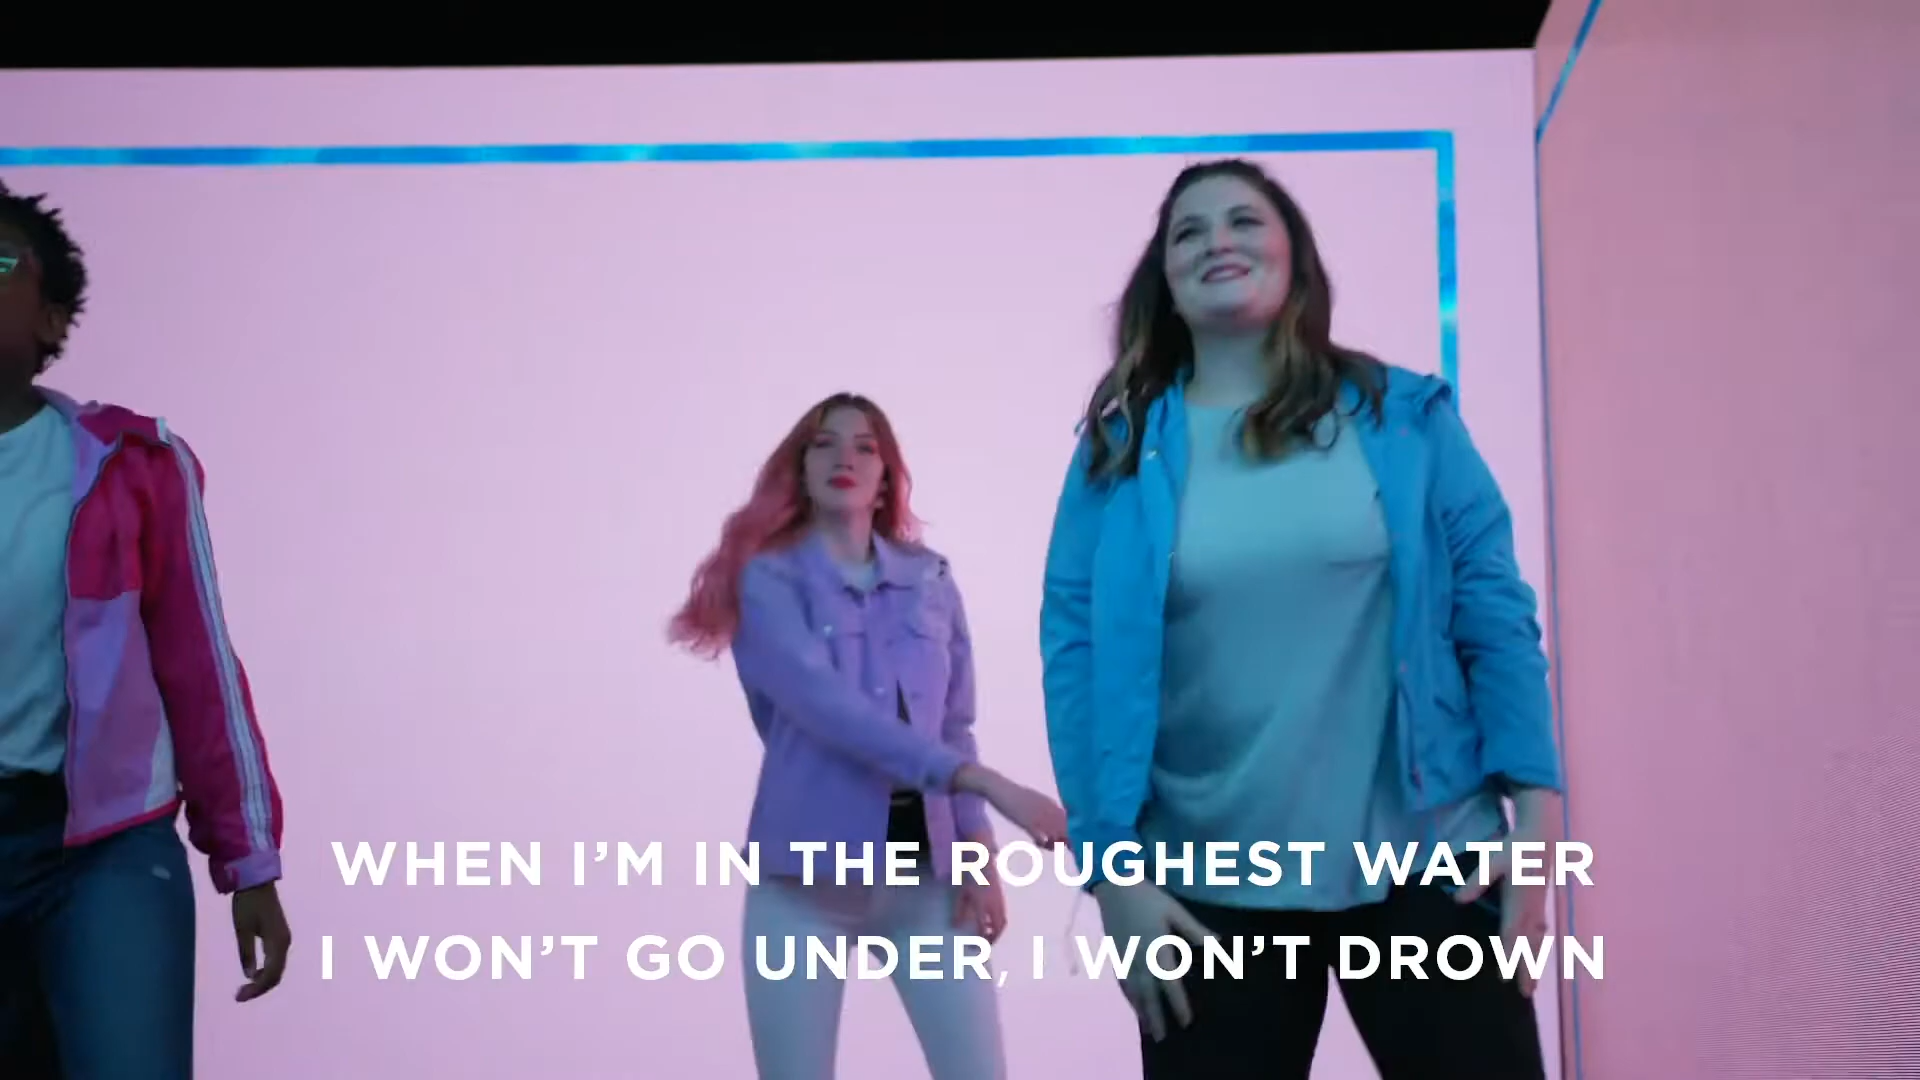 WHEN I’M IN THE ROUGHEST WATER
I WON’T GO UNDER, I WON’T DROWN